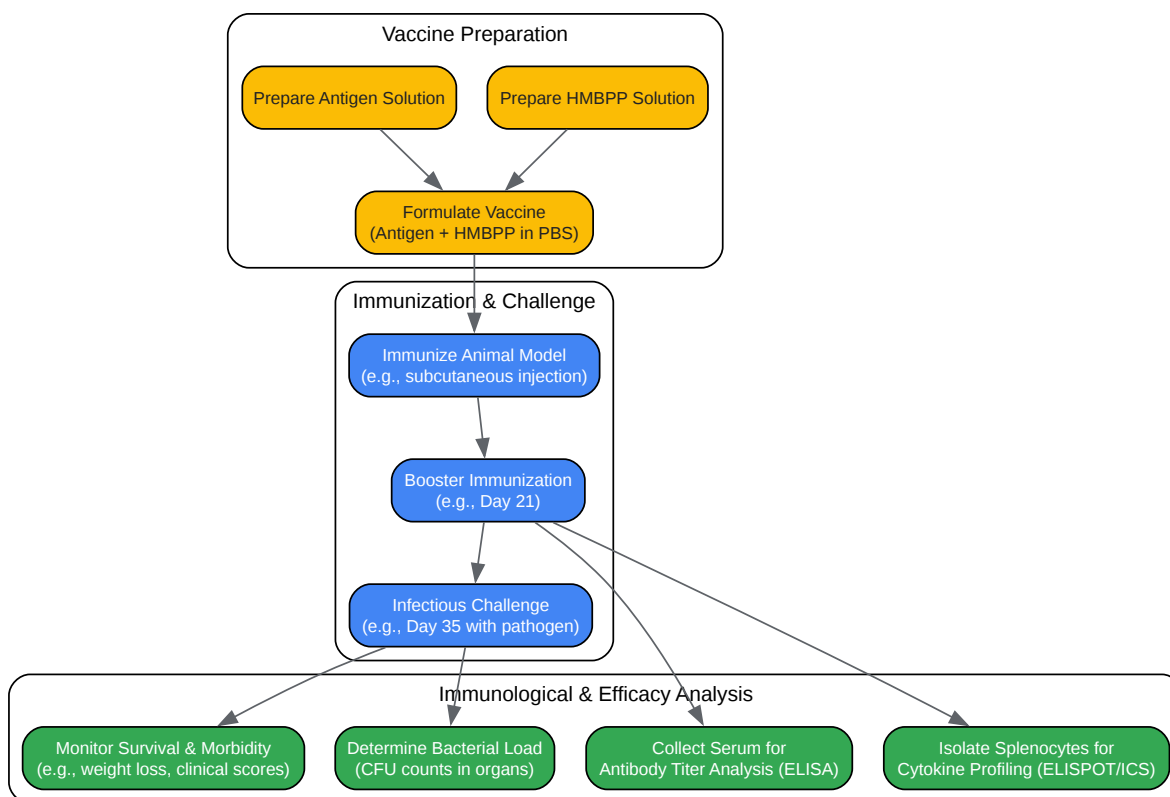 Vaccine Preparation
Prepare Antigen Solution
Prepare HMBPP Solution
Formulate Vaccine
(Antigen + HMBPP in PBS)
Immunization & Challenge
Immunize Animal Model
(e.g., subcutaneous injection)
Booster Immunization
(e.g., Day 21)
Infectious Challenge
(e.g., Day 35 with pathogen)
Immunological & Efficacy Analysis
Monitor Survival & Morbidity
(e.g., weight loss, clinical scores)
Determine Bacterial Load
(CFU counts in organs)
Collect Serum for
Antibody Titer Analysis (ELISA)
Isolate Splenocytes for
Cytokine Profiling (ELISPOT/ICS)